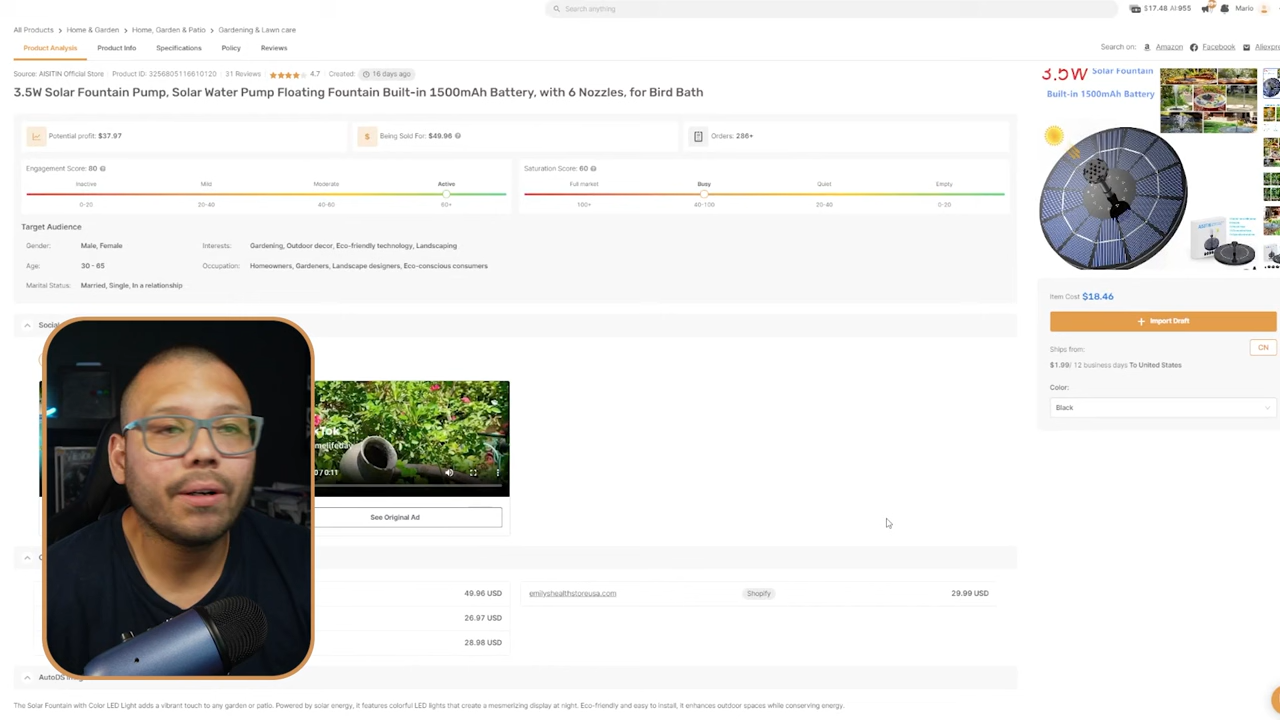 Search anything
$17.48 AI:955
Mario
All Products > Home & Garden > Home, Garden & Patio > Gardening & Lawn care
Product Analysis
Product Info
Specifications
Policy
Reviews
Search on:
Amazon
Facebook
Source: AISITIN Official Store / Product ID: 3256805116610120 / 31 Reviews
4.7 / Created:
16 days ago
3.5W Solar Fountain Pump, Solar Water Pump Floating Fountain Built-in 1500mAh Battery, with 6 Nozzles, for Bird Bath
Potential profit: $37.97
Being Sold For: $49.96
Orders: 286+
Engagement Score: 80
Inactive
Mild
Moderate
Active
0-20
20-40
40-60
60+
Saturation Score: 60
Full market
Busy
Quiet
Empty
100+
40-100
20-40
0-20
Target Audience
Gender: Male, Female
Interests: Gardening, Outdoor decor, Eco-friendly technology, Landscaping
Age: 30 - 65
Occupation: Homeowners, Gardeners, Landscape designers, Eco-conscious consumers
Marital Status: Married, Single, In a relationship
3.5W Solar Fountain
Built-in 1500mAh Battery
Item Cost $18.46
+ Import Draft
Ships from:
CN
$1.99/ 12 business days To United States
Color:
Black
Social
0:11
See Original Ad
49.96 USD
26.97 USD
28.98 USD
emilyshealthstoreusa.com
Shopify
29.99 USD
AutoDS
The Solar Fountain with Color LED Light adds a vibrant touch to any garden or patio. Powered by solar energy, it features colorful LED lights that create a mesmerizing display at night. Eco-friendly and easy to install, it enhances outdoor spaces while conserving energy.